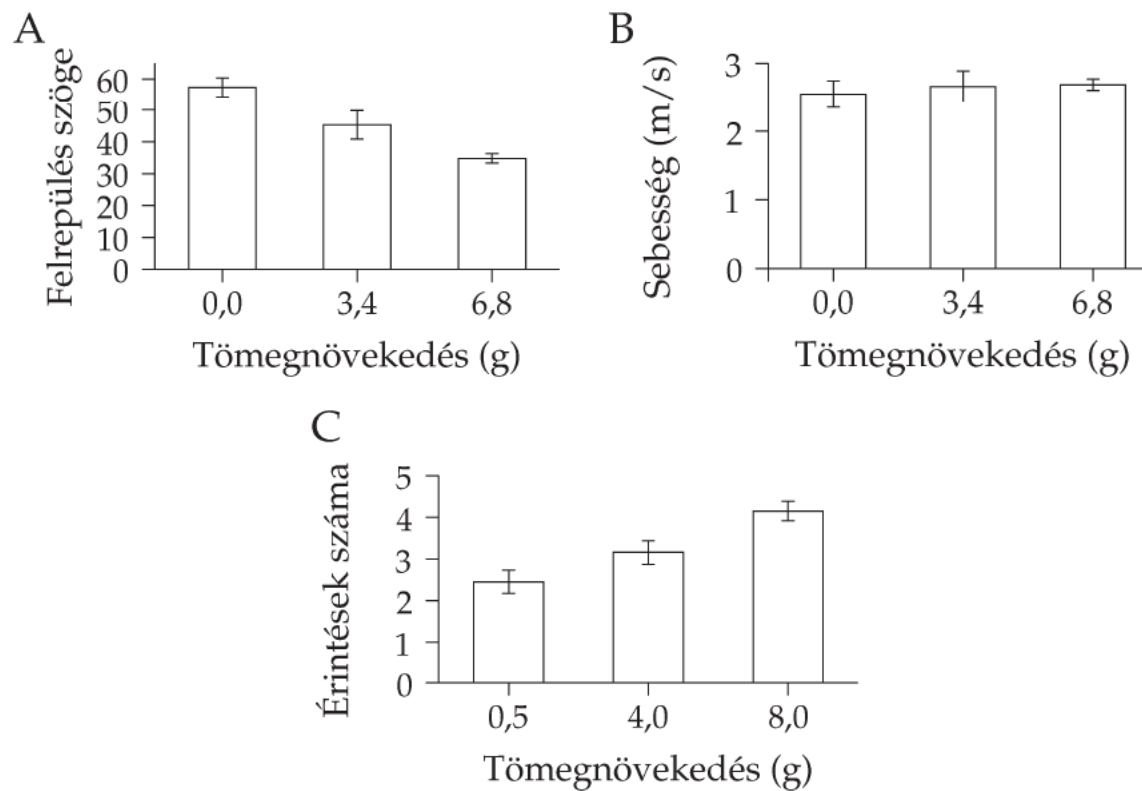 A
Felrepülés szöge
60
50
40
30
20
10
0
0,0 3,4 6,8
Tömegnövekedés (g)
B
Sebesség (m/s)
3
2
1
0
0,0 3,4 6,8
Tömegnövekedés (g)
C
Érintések száma
5
4
3
2
1
0
0,5 4,0 8,0
Tömegnövekedés (g)